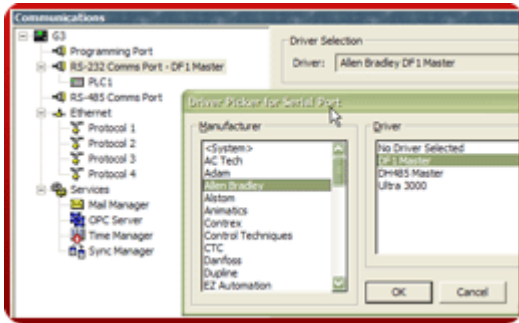 Communications
G3
Programming Port
RS-232 Comms Port - DF1 Master
PLC1
RS-485 Comms Port
Ethernet
Protocol 1
Protocol 2
Protocol 3
Protocol 4
Services
Mail Manager
OPC Server
Time Manager
Sync Manager
Driver Selection
Driver: Allen Bradley DF1 Master
Driver Picker for Serial Port
Manufacturer
<System>
AC Tech
Adam
Allen Bradley
Alstom
Animatics
Contrex
Control Techniques
CTC
Danfoss
Dupline
EZ Automation
Driver
No Driver Selected
DF1 Master
DH485 Master
Ultra 3000
OK
Cancel